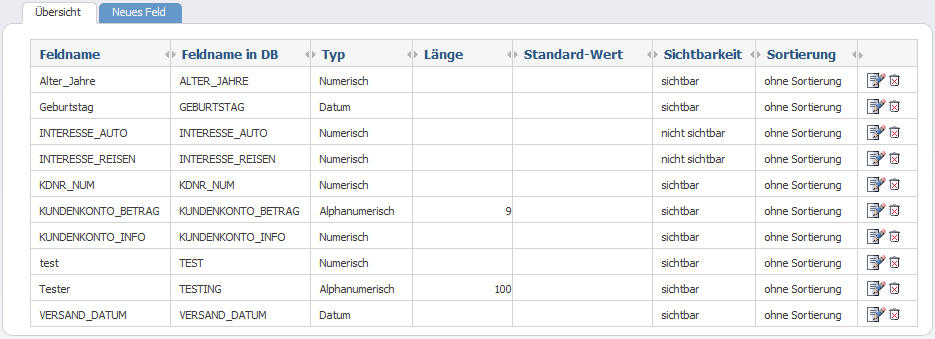 Übersicht Neues Feld
Feldname Feldname in DB Typ Länge Standard-Wert Sichtbarkeit Sortierung
Alter_Jahre ALTER_JAHRE Numerisch sichtbar ohne Sortierung
Geburtstag GEBURTSTAG Datum sichtbar ohne Sortierung
INTERESSE_AUTO INTERESSE_AUTO Numerisch nicht sichtbar ohne Sortierung
INTERESSE_REISEN INTERESSE_REISEN Numerisch nicht sichtbar ohne Sortierung
KDNR_NUM KDNR_NUM Numerisch sichtbar ohne Sortierung
KUNDENKONTO_BETRAG KUNDENKONTO_BETRAG Alphanumerisch 9 sichtbar ohne Sortierung
KUNDENKONTO_INFO KUNDENKONTO_INFO Numerisch sichtbar ohne Sortierung
test TEST Numerisch sichtbar ohne Sortierung
Tester TESTING Alphanumerisch 100 sichtbar ohne Sortierung
VERSAND_DATUM VERSAND_DATUM Datum sichtbar ohne Sortierung